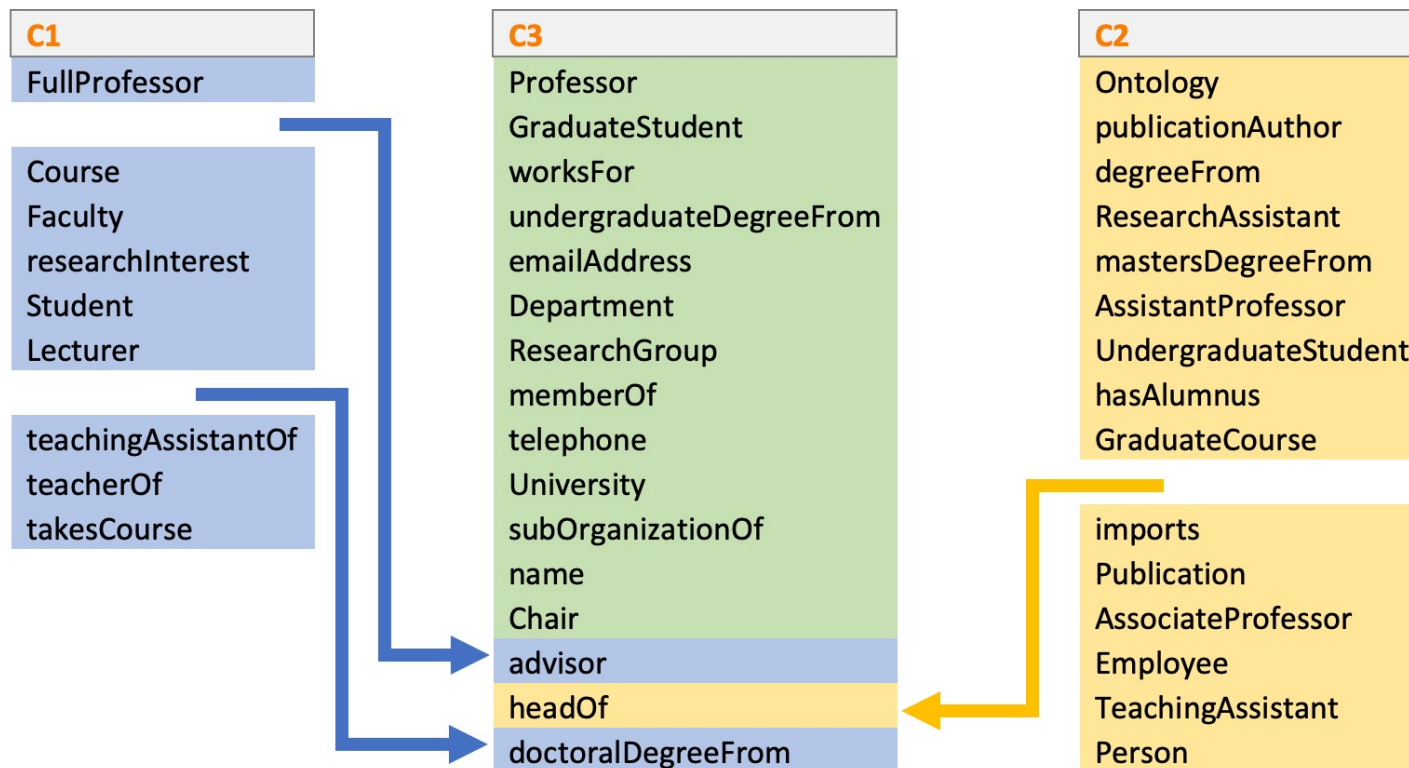 C1
FullProfessor
Course
Faculty
researchInterest
Student
Lecturer
teachingAssistantOf
teacherOf
takesCourse
C3
Professor
GraduateStudent
worksFor
undergraduateDegreeFrom
emailAddress
Department
ResearchGroup
memberOf
telephone
University
subOrganizationOf
name
Chair
advisor
headOf
doctoralDegreeFrom
C2
Ontology
publicationAuthor
degreeFrom
ResearchAssistant
mastersDegreeFrom
AssistantProfessor
UndergraduateStudent
hasAlumnus
GraduateCourse
imports
Publication
AssociateProfessor
Employee
TeachingAssistant
Person